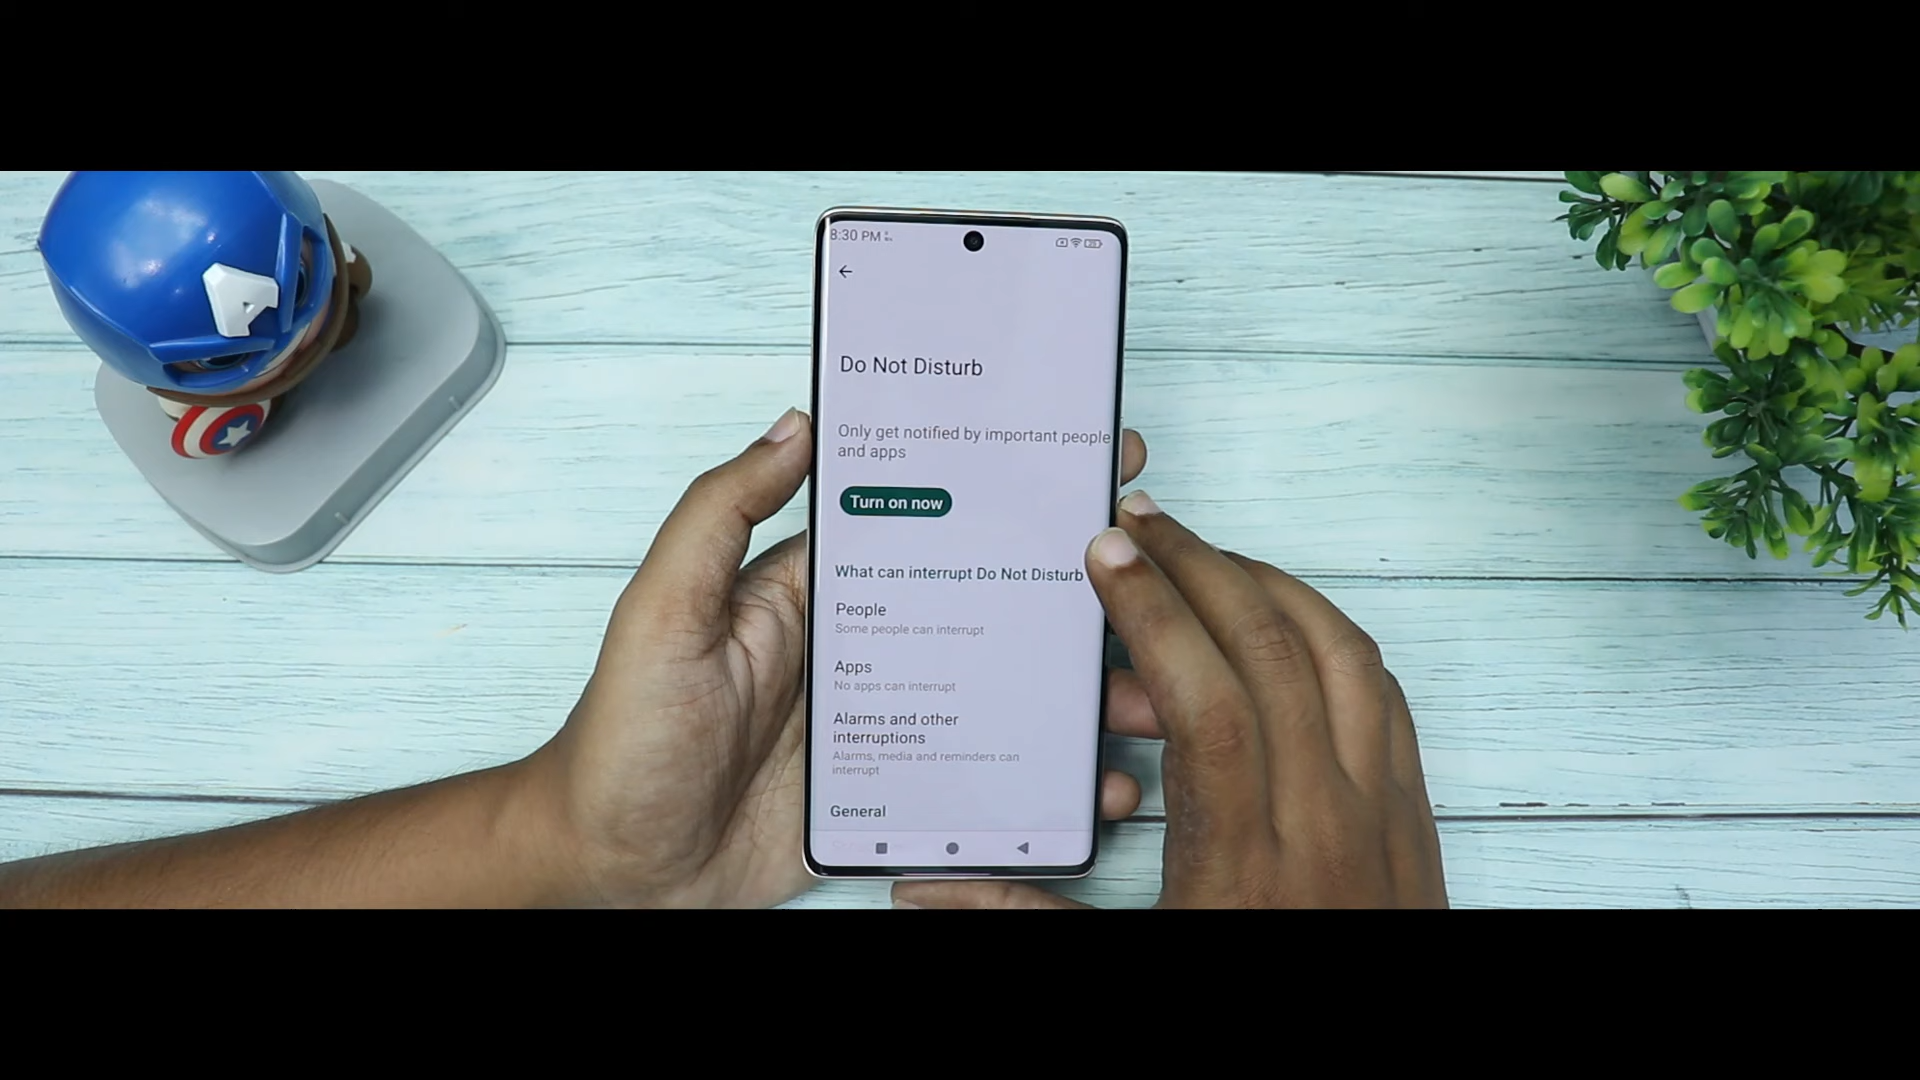 8:30 PM
Do Not Disturb
Only get notified by important people
and apps
Turn on now
What can interrupt Do Not Disturb
People
Some people can interrupt
Apps
No apps can interrupt
Alarms and other
interruptions
Alarms, media and reminders can
interrupt
General
A